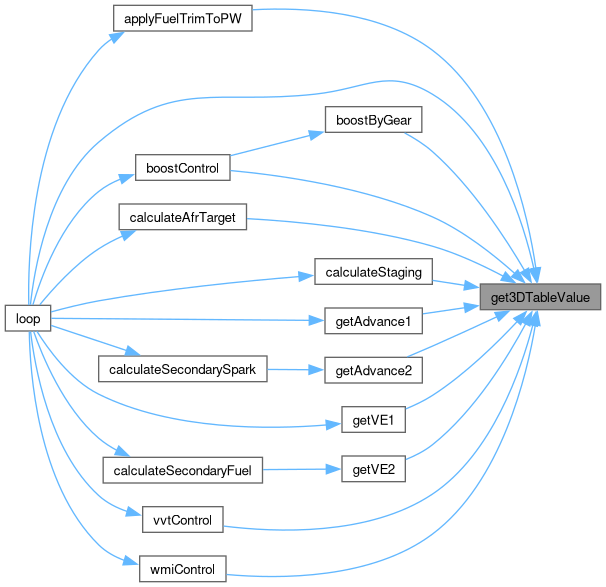 applyFuelTrimToPW
boostByGear
boostControl
calculateAfrTarget
calculateStaging
get3DTableValue
loop
getAdvance1
calculateSecondarySpark
getAdvance2
getVE1
calculateSecondaryFuel
getVE2
vvtControl
wmiControl